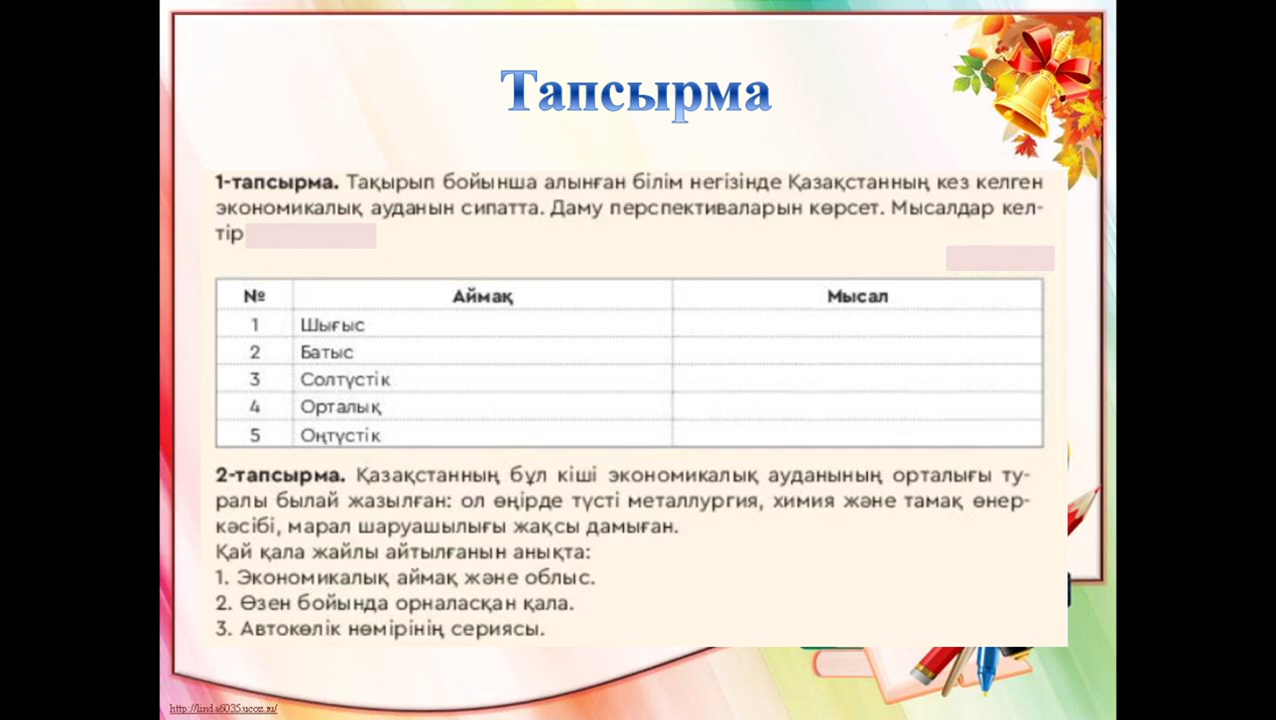 Тапсырма
1-тапсырма. Тақырып бойынша алынған білім негізінде Қазақстанның кез келген
экономикалық ауданын сипатта. Даму перспективаларын көрсет. Мысалдар кел-
тір
№ Аймақ Мысал
1 Шығыс
2 Батыс
3 Солтүстік
4 Орталық
5 Оңтүстік
2-тапсырма. Қазақстанның бұл кіші экономикалық ауданының орталығы ту-
ралы былай жазылған: ол өңірде түсті металлургия, химия және тамақ өнер-
кәсібі, марал шаруашылығы жақсы дамыған.
Қай қала жайлы айтылғанын анықта:
1. Экономикалық аймақ және облыс.
2. Өзен бойында орналасқан қала.
3. Автокөлік нөмірінің сериясы.
http://linda6035.ucoz.ru/